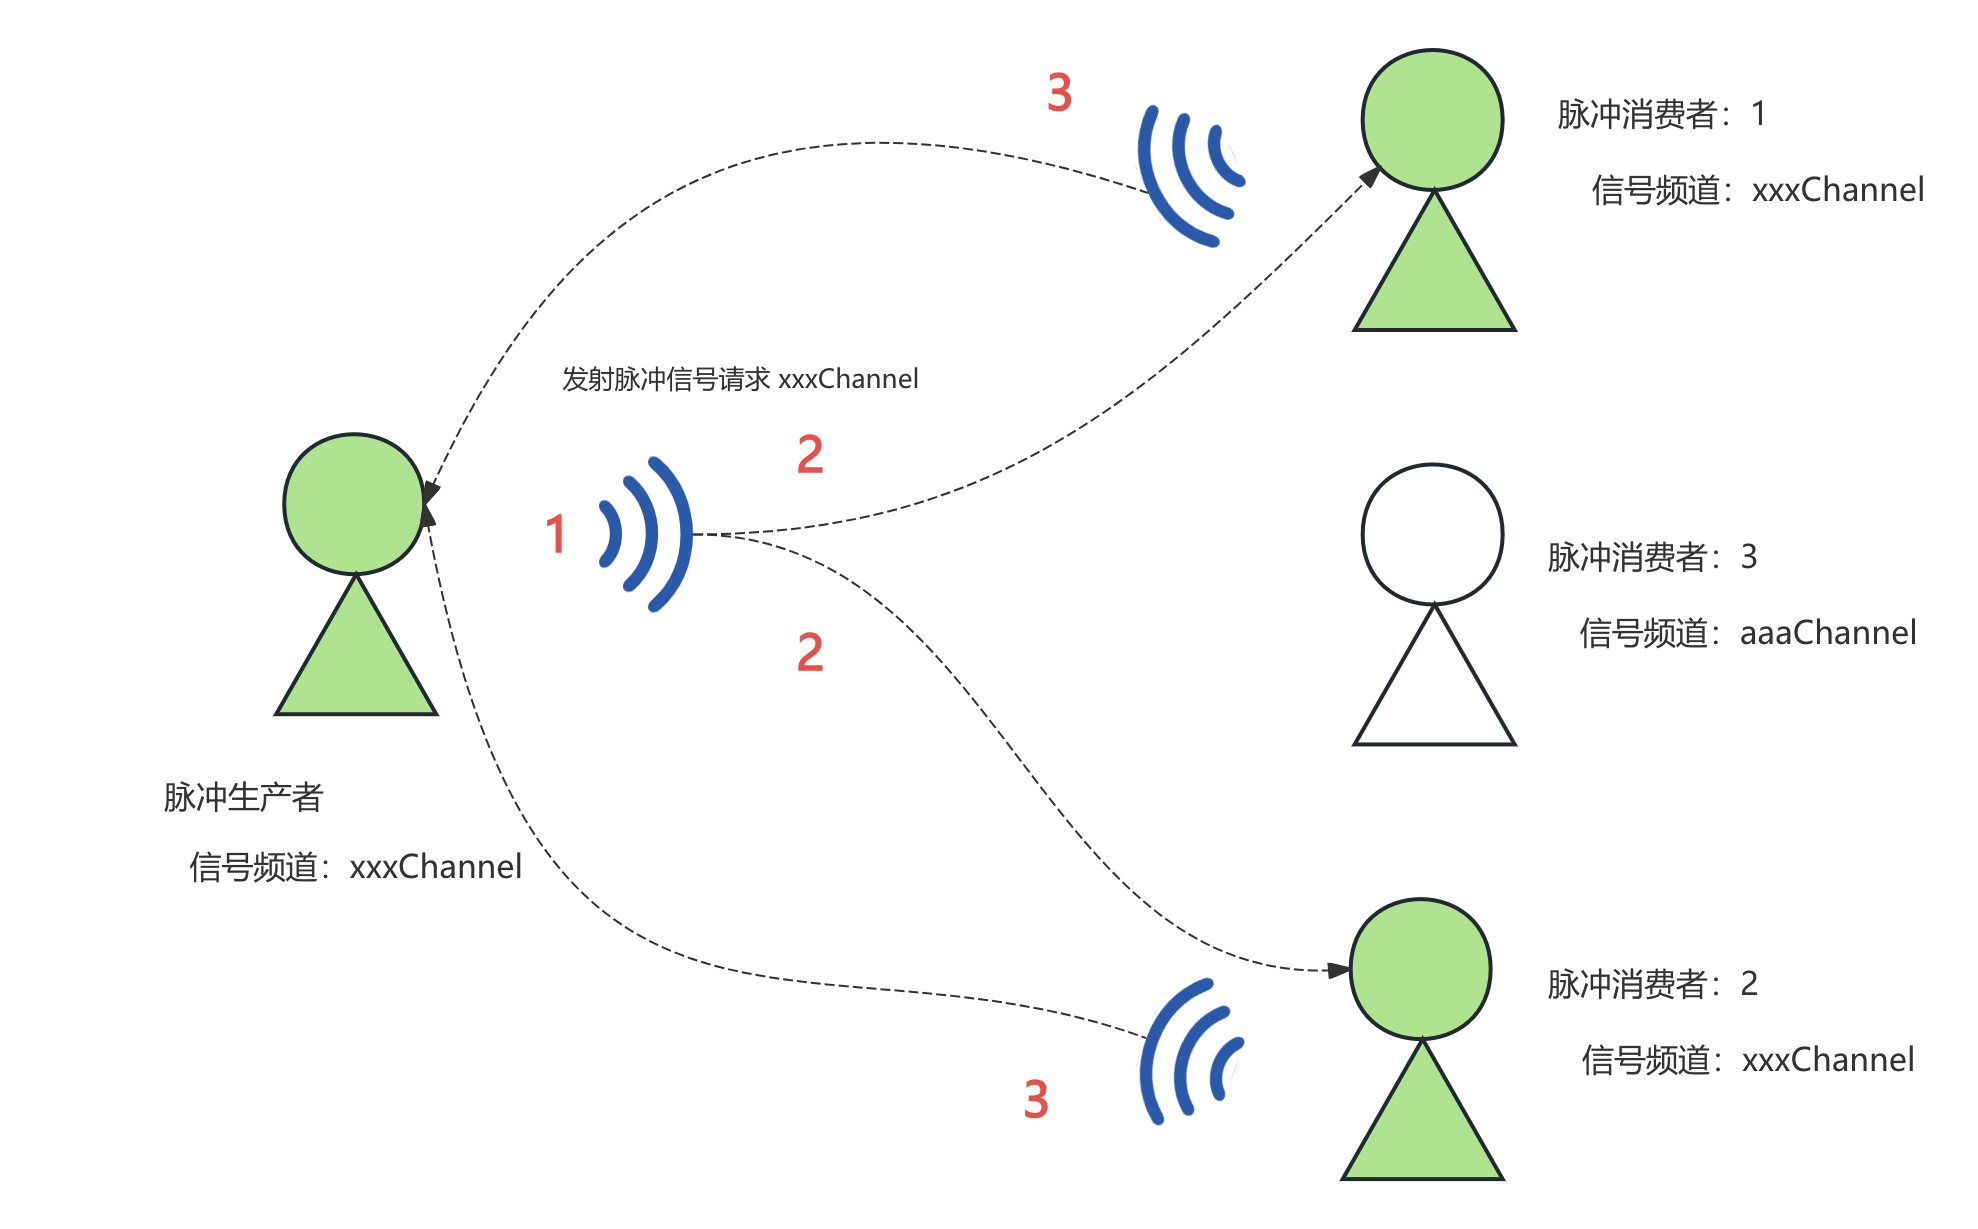 3
脉冲消费者：1
信号频道：xxxChannel
发射脉冲信号请求 xxxChannel
2
1
脉冲消费者：3
信号频道：aaaChannel
2
脉冲生产者
信号频道：xxxChannel
脉冲消费者：2
信号频道：xxxChannel
3